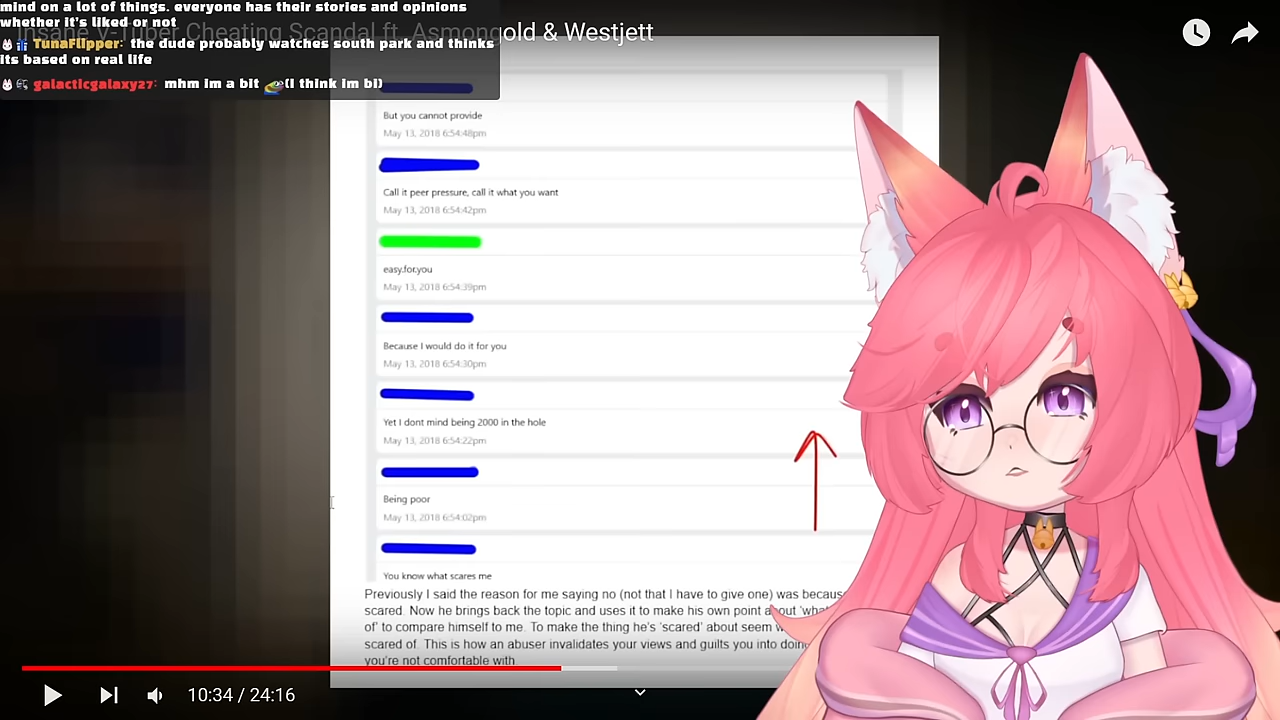 mind on a lot of things. everyone has their stories and opinions
whether it's liked or not
Insane V-Tuber Cheating Scandal ft. Asmongold & Westjett
TunaFlipper: the dude probably watches south park and thinks
its based on real life
galacticgalaxy27: mhm im a bit (i think im bi)
But you cannot provide
May 13, 2018 6:54:48pm
Call it peer pressure, call it what you want
May 13, 2018 6:54:42pm
easy.for.you
May 13, 2018 6:54:39pm
Because I would do it for you
May 13, 2018 6:54:30pm
Yet I dont mind being 2000 in the hole
May 13, 2018 6:54:22pm
Being poor
May 13, 2018 6:54:02pm
You know what scares me
Previously I said the reason for me saying no (not that I have to give one) was
scared. Now he brings back the topic and uses it to make his own point about
of' to compare himself to me. To make the thing he's 'scared' about seem
scared of. This is how an abuser invalidates your views and guilts you into
you're not comfortable with.
10:34 / 24:16